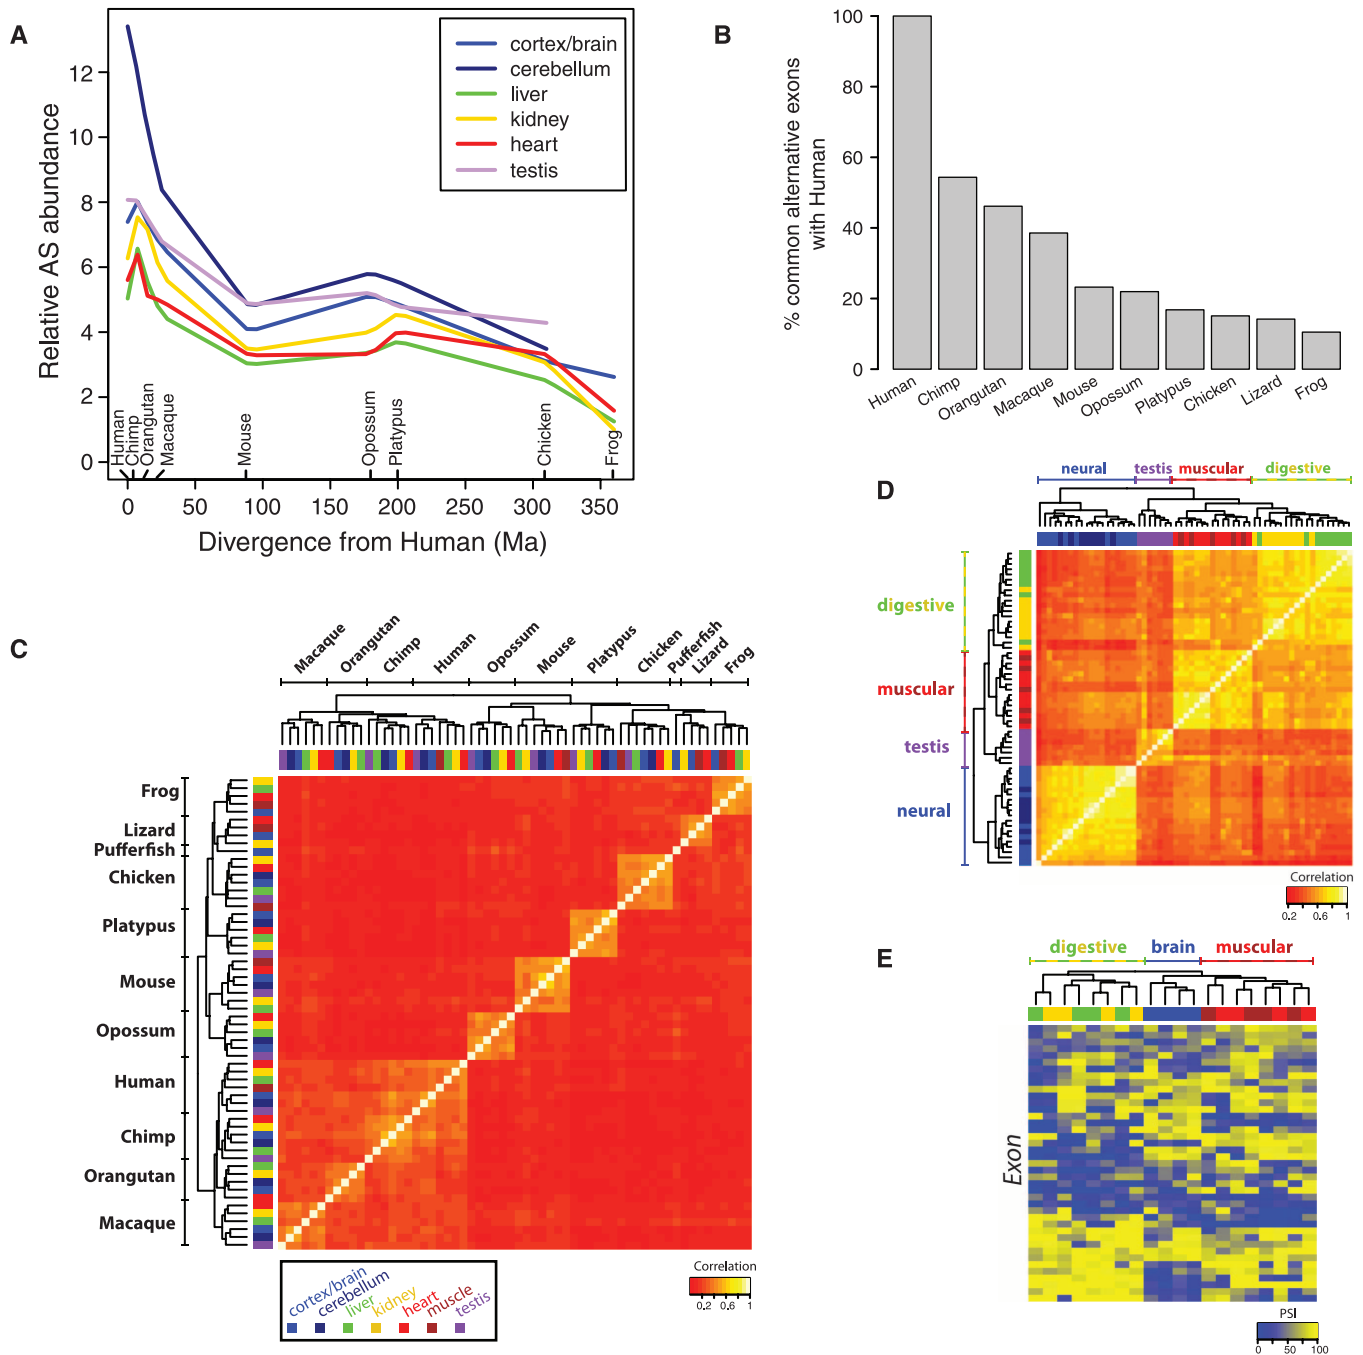 A
12
10
8
6
4
2
0
Relative AS abundance
cortex/brain
cerebellum
liver
kidney
heart
testis
Human
Chimp
Orangutan
Macaque
Mouse
Opossum
Platypus
Chicken
Frog
0 50 100 150 200 250 300 350
Divergence from Human (Ma)
B
% common alternative exons
with Human
100
80
60
40
20
0
Human
Chimp
Orangutan
Macaque
Mouse
Opossum
Platypus
Chicken
Lizard
Frog
C
Macaque
Orangutan
Chimp
Human
Opossum
Mouse
Platypus
Chicken
Pufferfish
Lizard
Frog
Frog
Lizard
Pufferfish
Chicken
Platypus
Mouse
Opossum
Human
Chimp
Orangutan
Macaque
cortex/brain
cerebellum
liver
kidney
heart
muscle
testis
Correlation
0.2 0.6 1
D
neural testis muscular digestive
digestive
muscular
testis
neural
Correlation
0.2 0.6 1
E
digestive brain muscular
Exon
PSI
0 50 100